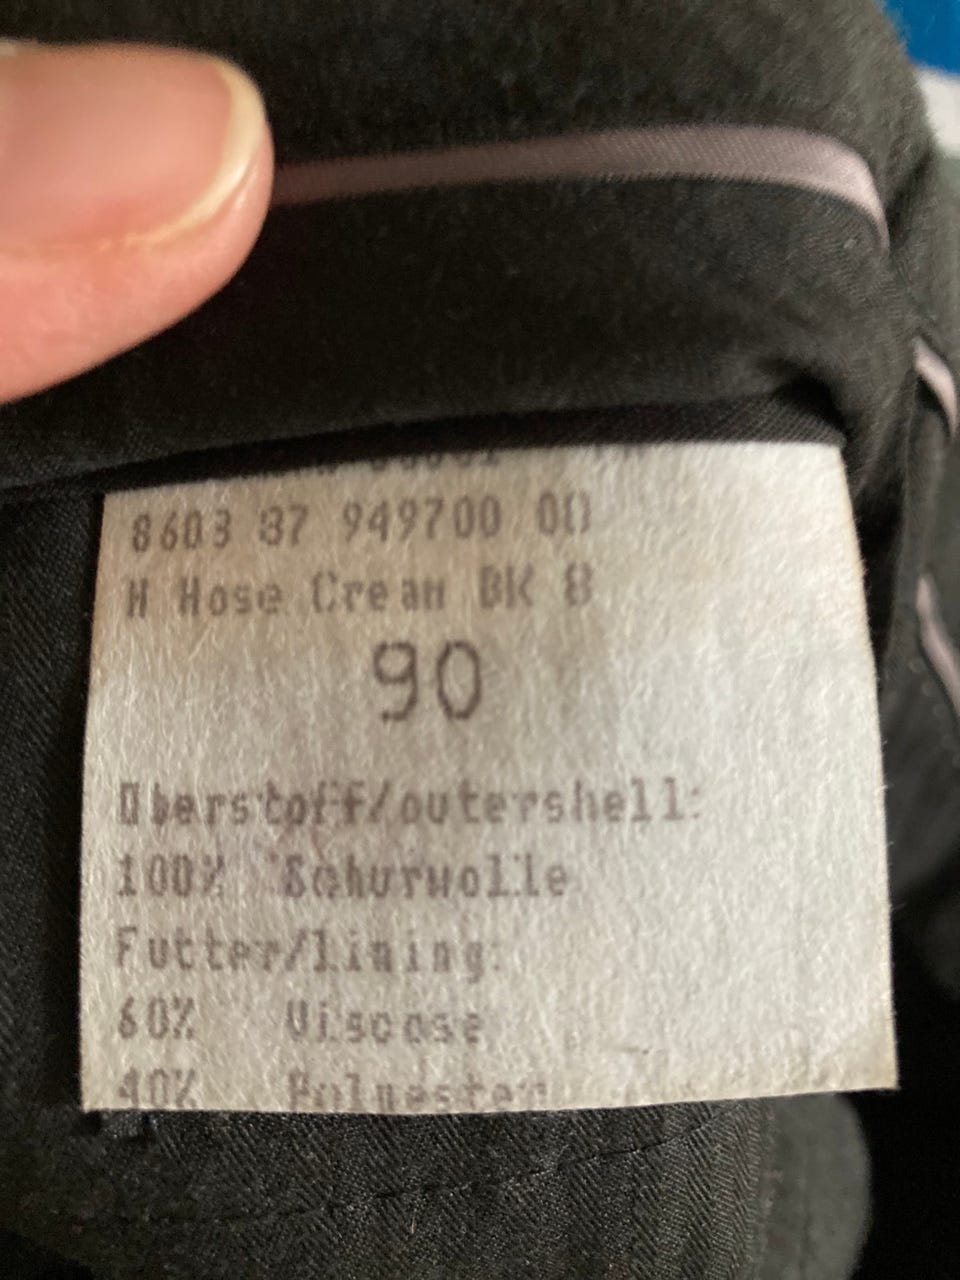 8603 87 949700 00
H Hose Cream BK 8
90
Oberstoff/outershell:
100% Schurwolle
Futter/lining:
60% Viscose
40% Polyester